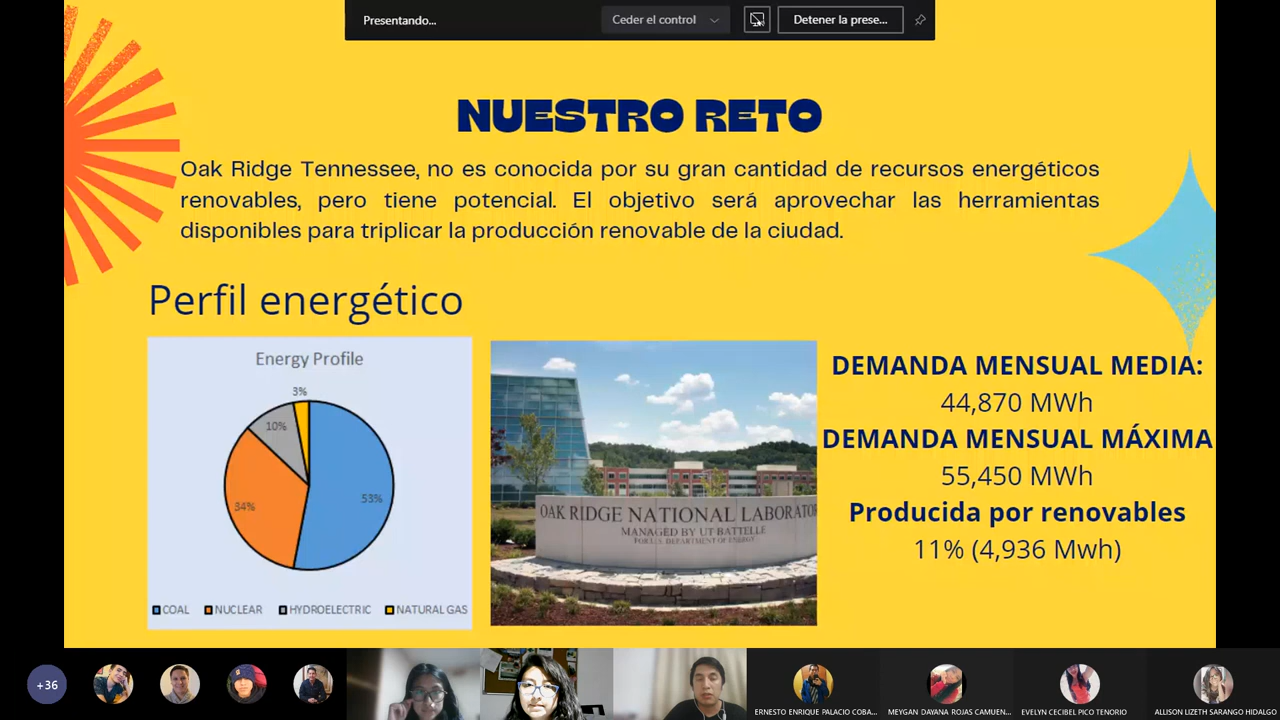 Presentando...
Ceder el control
Detener la prese...
NUESTRO RETO
Oak Ridge Tennessee, no es conocida por su gran cantidad de recursos energéticos
renovables, pero tiene potencial. El objetivo será aprovechar las herramientas
disponibles para triplicar la producción renovable de la ciudad.
Perfil energético
Energy Profile
3%
10%
34%
53%
COAL NUCLEAR HYDROELECTRIC NATURAL GAS
OAK RIDGE NATIONAL LABORATOR
MANAGED BY UT BATTELLE
FOR U.S. DEPARTMENT OF ENERGY
DEMANDA MENSUAL MEDIA:
44,870 MWh
DEMANDA MENSUAL MÁXIMA
55,450 MWh
Producida por renovables
11% (4,936 Mwh)
+36
ERNESTO ENRIQUE PALACIO COBA...
MEYGAN DAYANA ROJAS CAMUEN...
EVELYN CECIBEL PICO TENORIO
ALLISON LIZETH SARANGO HIDALGO